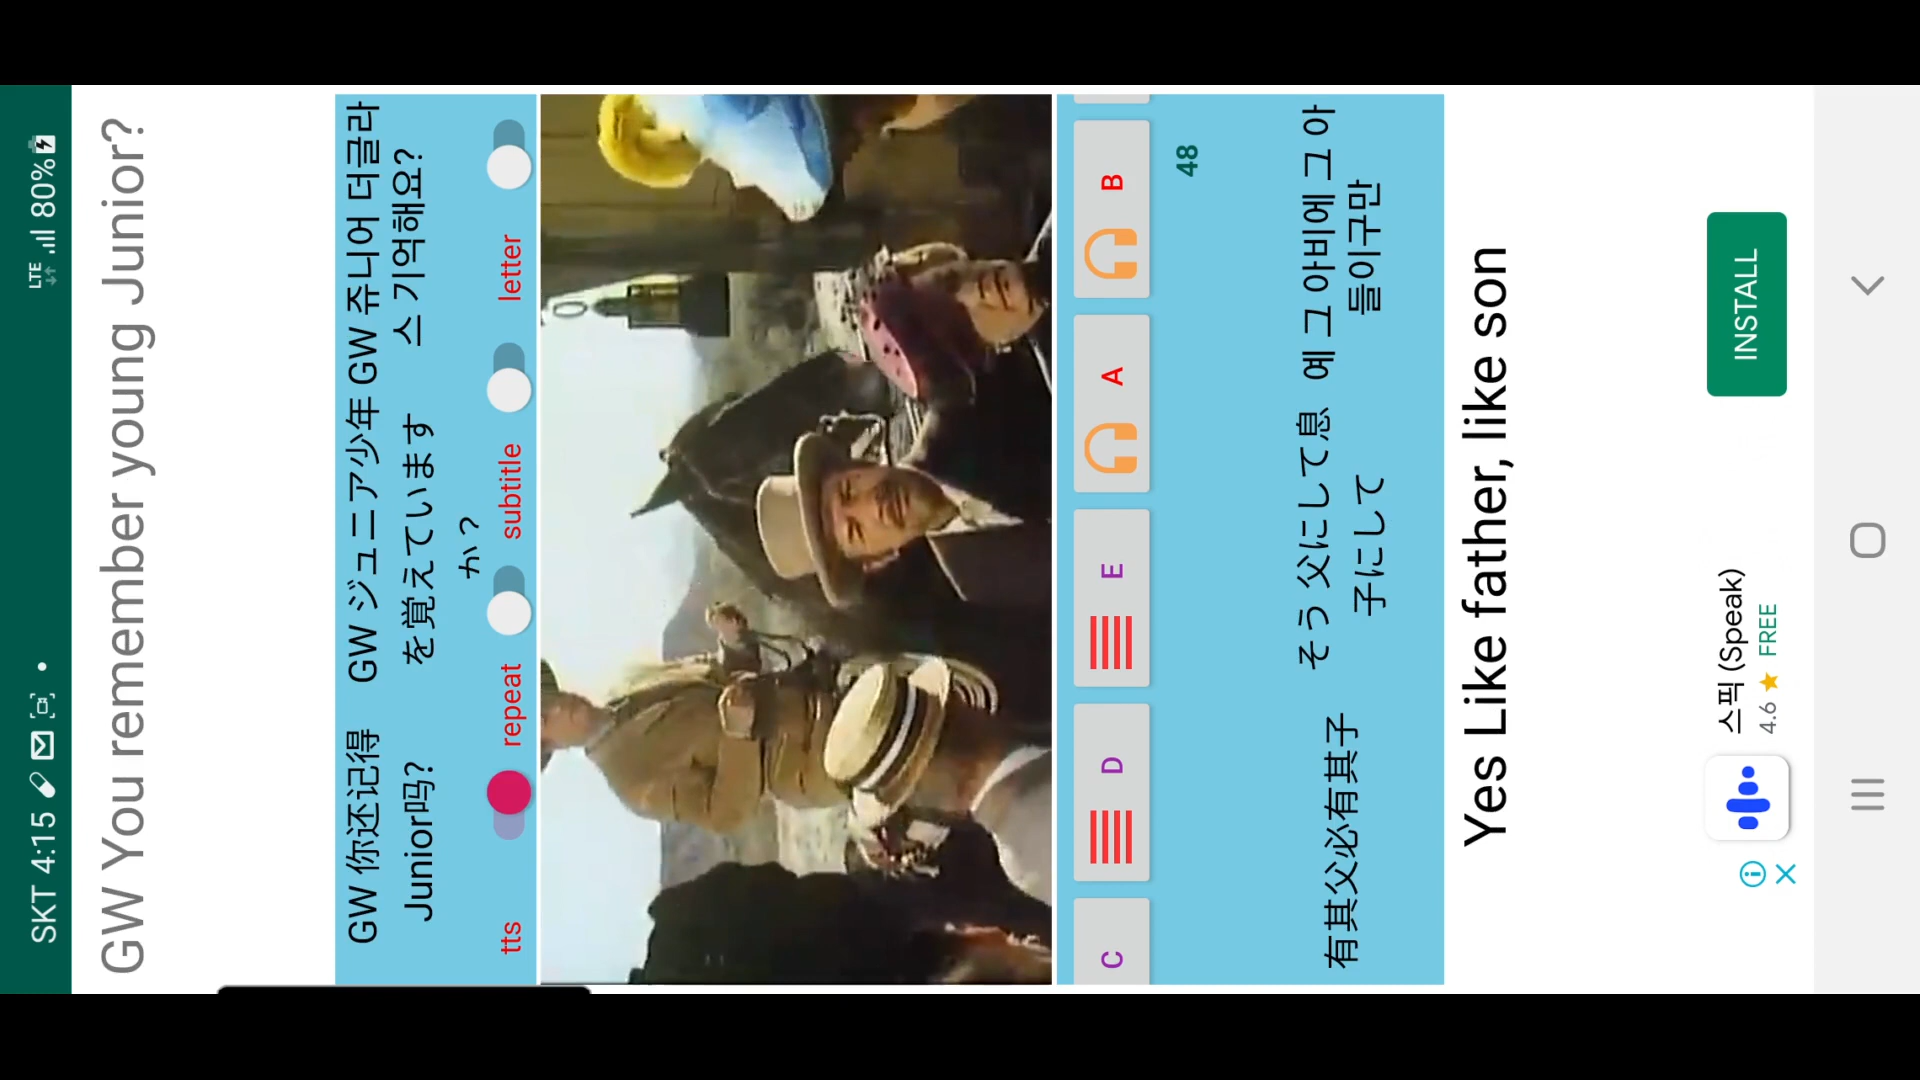 SKT 4:15
LTE 80%
GW You remember young Junior?
GW 你还记得
Junior吗?
GW ジュニア少年
を覚えています
か?
GW 쥬니어 더글라
스 기억해요?
tts
repeat
subtitle
letter
C
D
E
A
B
48
有其父必有其子
そう 父にして息
子にして
예 그 아비에 그 아
들이구만
Yes Like father, like son
스픽 (Speak)
4.6 ★ FREE
INSTALL